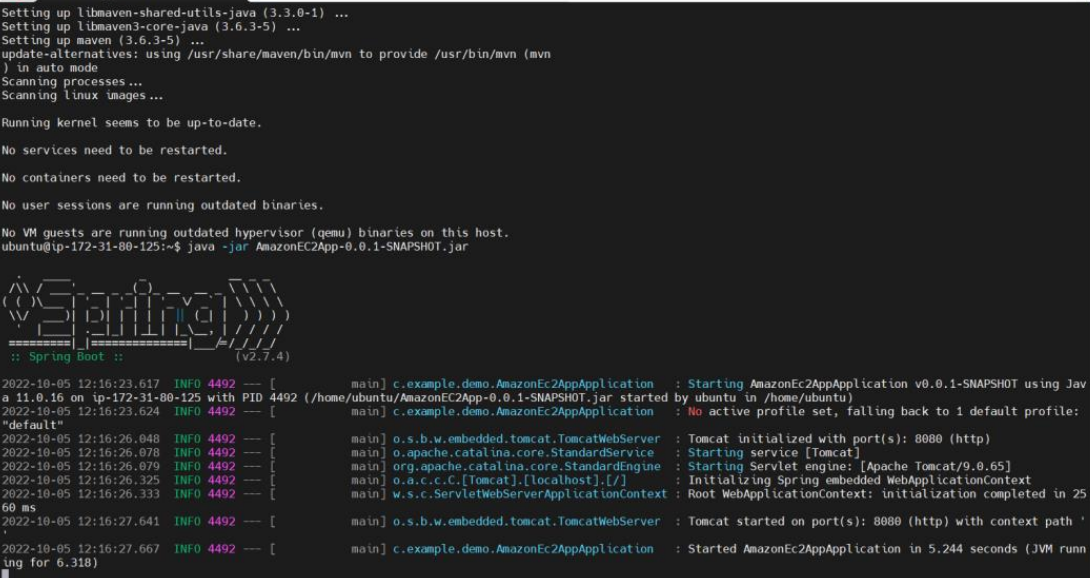 Setting up libmaven-shared-utils-java (3.3.0-1) ...
Setting up libmaven3-core-java (3.6.3-5) ...
Setting up maven (3.6.3-5) ...
update-alternatives: using /usr/share/maven/bin/mvn to provide /usr/bin/mvn (mvn
) in auto mode
Scanning processes...
Scanning linux images...
Running kernel seems to be up-to-date.
No services need to be restarted.
No containers need to be restarted.
No user sessions are running outdated binaries.
No VM guests are running outdated hypervisor (qemu) binaries on this host.
ubuntu@ip-172-31-80-125:~$ java -jar AmazonEC2App-0.0.1-SNAPSHOT.jar
Spring
:: Spring Boot :: (v2.7.4)
2022-10-05 12:16:23.617 INFO 4492 --- [ main] c.example.demo.AmazonEc2AppApplication : Starting AmazonEc2AppApplication v0.0.1-SNAPSHOT using Jav
a 11.0.16 on ip-172-31-80-125 with PID 4492 (/home/ubuntu/AmazonEC2App-0.0.1-SNAPSHOT.jar started by ubuntu in /home/ubuntu)
2022-10-05 12:16:23.624 INFO 4492 --- [ main] c.example.demo.AmazonEc2AppApplication : No active profile set, falling back to 1 default profile:
"default"
2022-10-05 12:16:26.048 INFO 4492 --- [ main] o.s.b.w.embedded.tomcat.TomcatWebServer : Tomcat initialized with port(s): 8080 (http)
2022-10-05 12:16:26.078 INFO 4492 --- [ main] o.apache.catalina.core.StandardService : Starting service [Tomcat]
2022-10-05 12:16:26.079 INFO 4492 --- [ main] org.apache.catalina.core.StandardEngine : Starting Servlet engine: [Apache Tomcat/9.0.65]
2022-10-05 12:16:26.325 INFO 4492 --- [ main] o.a.c.c.C.[Tomcat].[localhost].[/] : Initializing Spring embedded WebApplicationContext
2022-10-05 12:16:26.333 INFO 4492 --- [ main] w.s.c.ServletWebServerApplicationContext : Root WebApplicationContext: initialization completed in 25
60 ms
2022-10-05 12:16:27.641 INFO 4492 --- [ main] o.s.b.w.embedded.tomcat.TomcatWebServer : Tomcat started on port(s): 8080 (http) with context path '
'
2022-10-05 12:16:27.667 INFO 4492 --- [ main] c.example.demo.AmazonEc2AppApplication : Started AmazonEc2AppApplication in 5.244 seconds (JVM runn
ing for 6.318)